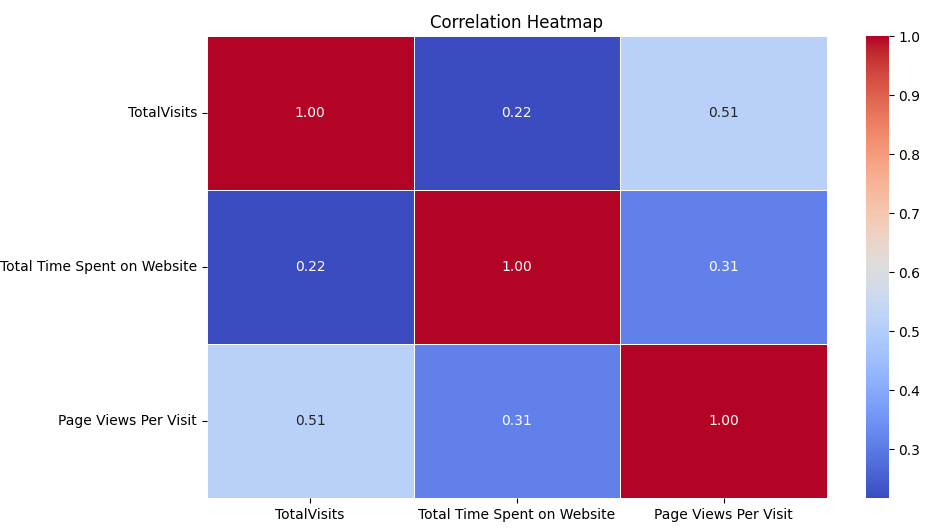 Correlation Heatmap
TotalVisits
1.00
0.22
0.51
Total Time Spent on Website
0.22
1.00
0.31
Page Views Per Visit
0.51
0.31
1.00
TotalVisits
Total Time Spent on Website
Page Views Per Visit
1.0
0.9
0.8
0.7
0.6
0.5
0.4
0.3